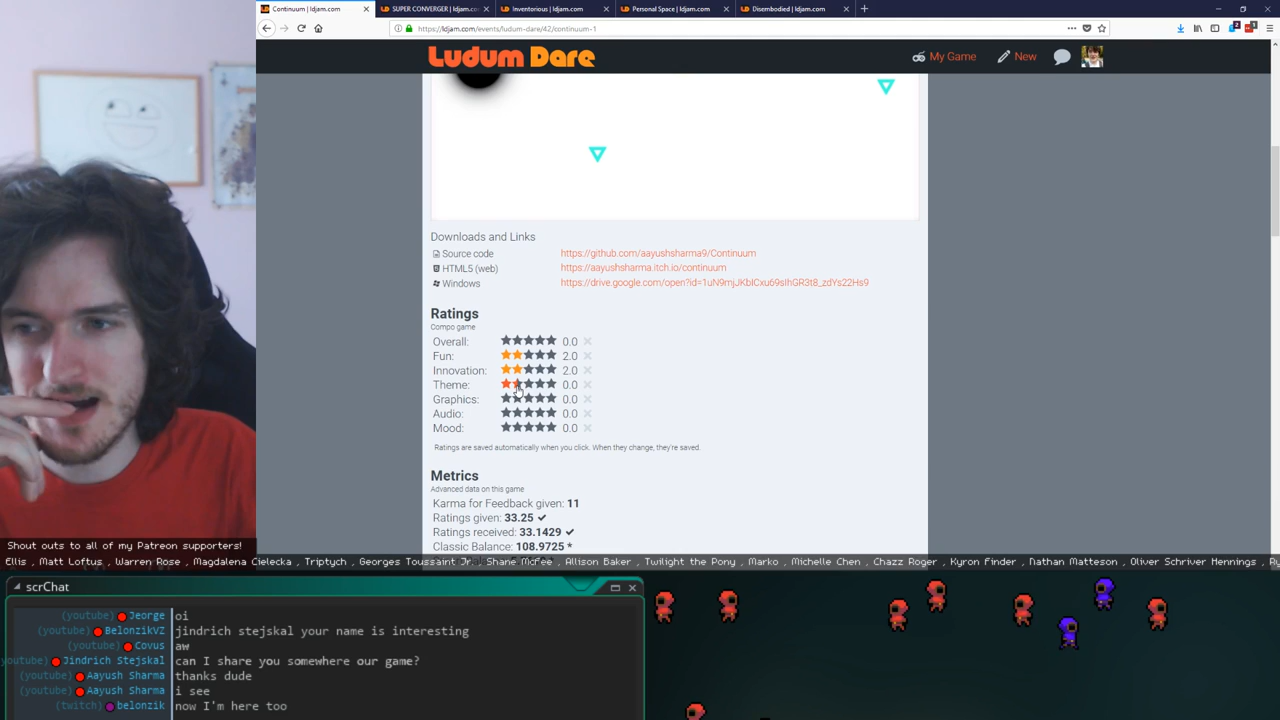 Continuum | ldjam.com
SUPER CONVERGER | ldjam.co
Inventorious | ldjam.com
Personal Space | ldjam.com
Disembodied | ldjam.com
https://ldjam.com/events/ludum-dare/42/continuum-1
Ludum Dare
My Game
New
Downloads and Links
Source code https://github.com/aayushsharma9/Continuum
HTML5 (web) https://aayushsharma.itch.io/continuum
Windows https://drive.google.com/open?id=1uN9mjJKbICxu69sIhGR3t8_zdYs22Hs9
Ratings
Compo game
Overall: 0.0
Fun: 2.0
Innovation: 2.0
Theme: 0.0
Graphics: 0.0
Audio: 0.0
Mood: 0.0
Ratings are saved automatically when you click. When they change, they're saved.
Metrics
Advanced data on this game
Karma for Feedback given: 11
Ratings given: 33.25 ✓
Ratings received: 33.1429 ✓
Classic Balance: 108.9725 *
Shout outs to all of my Patreon supporters!
Ellis , Matt Loftus , Warren Rose , Magdalena Cielecka , Triptych , Georges Toussaint Jr. , Shane McFee , Allison Baker , Twilight the Pony , Marko , Michelle Chen , Chazz Roger , Kyron Finder , Nathan Matteson , Oliver Schriver Hennings , Ry
scrChat
(youtube) Jeorge oi
(youtube) BelonzikVZ jindrich stejskal your name is interesting
(youtube) Covus aw
youtube) Jindrich Stejskal can I share you somewhere our game?
(youtube) Aayush Sharma thanks dude
(youtube) Aayush Sharma i see
(twitch) belonzik now I'm here too